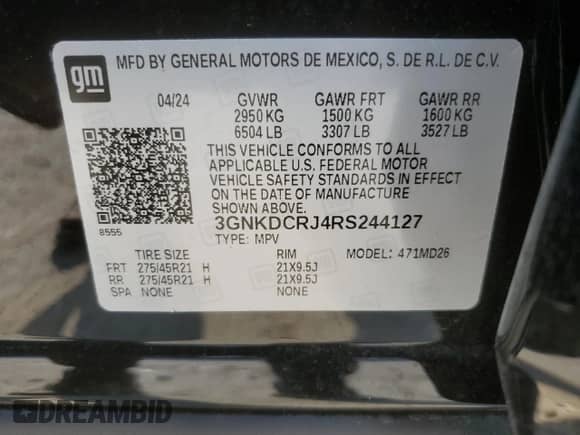 gm MFD BY GENERAL MOTORS DE MEXICO, S. DE R.L. DE C.V.
04/24 GVWR GAWR FRT GAWR RR
2950 KG 1500 KG 1600 KG
6504 LB 3307 LB 3527 LB
THIS VEHICLE CONFORMS TO ALL
APPLICABLE U.S. FEDERAL MOTOR
VEHICLE SAFETY STANDARDS IN EFFECT
ON THE DATE OF MANUFACTURE
SHOWN ABOVE.
3GNKDCRJ4RS244127
8555 TYPE: MPV
TIRE SIZE RIM MODEL: 471MD26
FRT 275/45R21 H 21X9.5J
RR 275/45R21 H 21X9.5J
SPA NONE NONE
DREAMBID